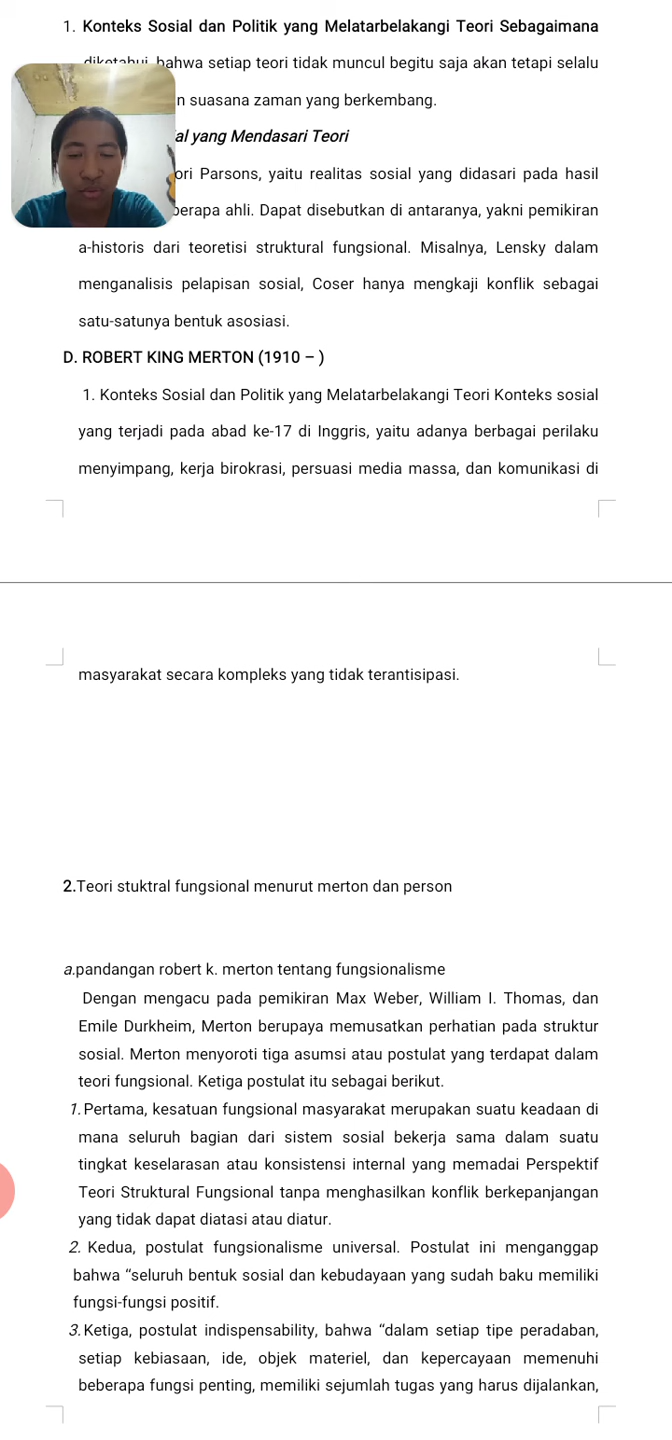 1. Konteks Sosial dan Politik yang Melatarbelakangi Teori Sebagaimana
diketahui bahwa setiap teori tidak muncul begitu saja akan tetapi selalu
n suasana zaman yang berkembang.
al yang Mendasari Teori
ori Parsons, yaitu realitas sosial yang didasari pada hasil
berapa ahli. Dapat disebutkan di antaranya, yakni pemikiran
a-historis dari teoretisi struktural fungsional. Misalnya, Lensky dalam
menganalisis pelapisan sosial, Coser hanya mengkaji konflik sebagai
satu-satunya bentuk asosiasi.
D. ROBERT KING MERTON (1910 – )
1. Konteks Sosial dan Politik yang Melatarbelakangi Teori Konteks sosial
yang terjadi pada abad ke-17 di Inggris, yaitu adanya berbagai perilaku
menyimpang, kerja birokrasi, persuasi media massa, dan komunikasi di
masyarakat secara kompleks yang tidak terantisipasi.
2.Teori stuktral fungsional menurut merton dan person
a.pandangan robert k. merton tentang fungsionalisme
Dengan mengacu pada pemikiran Max Weber, William I. Thomas, dan
Emile Durkheim, Merton berupaya memusatkan perhatian pada struktur
sosial. Merton menyoroti tiga asumsi atau postulat yang terdapat dalam
teori fungsional. Ketiga postulat itu sebagai berikut.
1. Pertama, kesatuan fungsional masyarakat merupakan suatu keadaan di
mana seluruh bagian dari sistem sosial bekerja sama dalam suatu
tingkat keselarasan atau konsistensi internal yang memadai Perspektif
Teori Struktural Fungsional tanpa menghasilkan konflik berkepanjangan
yang tidak dapat diatasi atau diatur.
2. Kedua, postulat fungsionalisme universal. Postulat ini menganggap
bahwa “seluruh bentuk sosial dan kebudayaan yang sudah baku memiliki
fungsi-fungsi positif.
3. Ketiga, postulat indispensability, bahwa “dalam setiap tipe peradaban,
setiap kebiasaan, ide, objek materiel, dan kepercayaan memenuhi
beberapa fungsi penting, memiliki sejumlah tugas yang harus dijalankan,